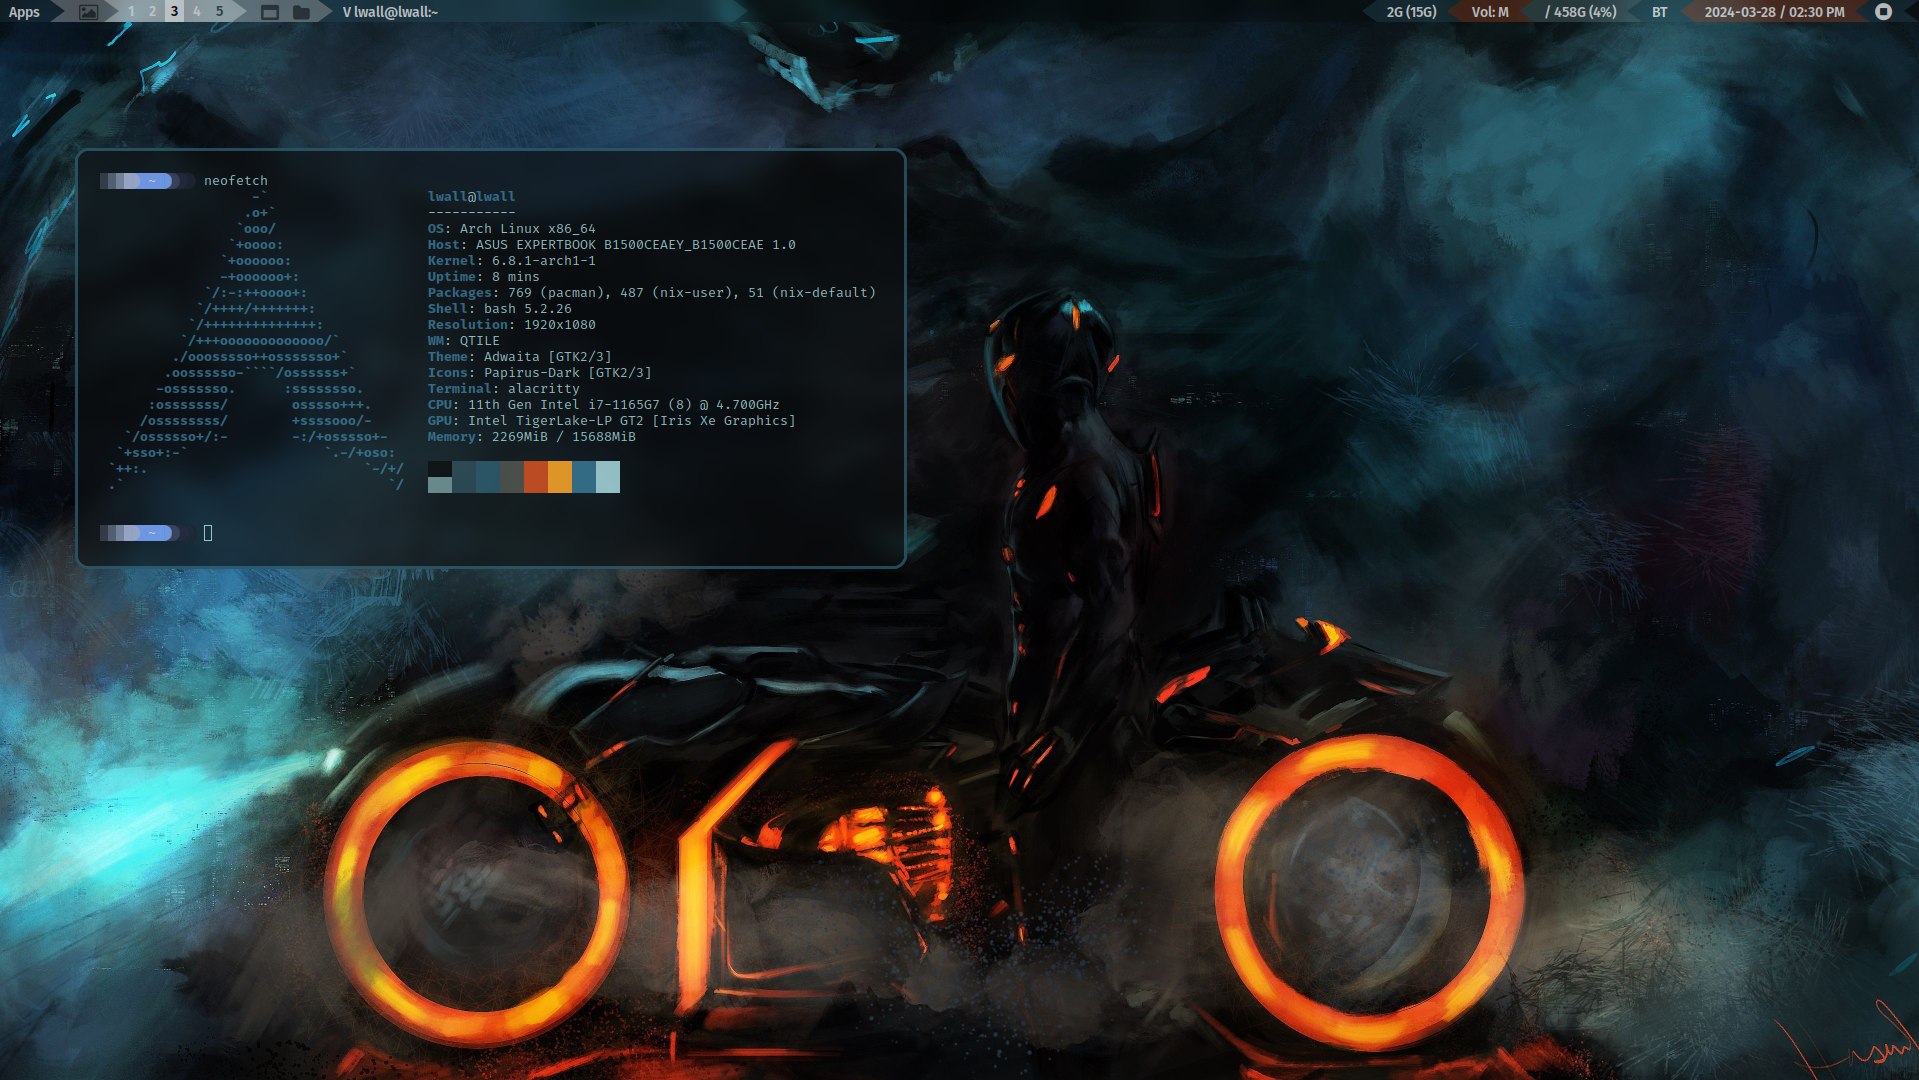 Apps 1 2 3 4 5 V lwall@lwall:~ 2G (15G) Vol: M / 458G (4%) BT 2024-03-28 / 02:30 PM
~ neofetch
lwall@lwall
-----------
OS: Arch Linux x86_64
Host: ASUS EXPERTBOOK B1500CEAEY_B1500CEAE 1.0
Kernel: 6.8.1-arch1-1
Uptime: 8 mins
Packages: 769 (pacman), 487 (nix-user), 51 (nix-default)
Shell: bash 5.2.26
Resolution: 1920x1080
WM: QTILE
Theme: Adwaita [GTK2/3]
Icons: Papirus-Dark [GTK2/3]
Terminal: alacritty
CPU: 11th Gen Intel i7-1165G7 (8) @ 4.700GHz
GPU: Intel TigerLake-LP GT2 [Iris Xe Graphics]
Memory: 2269MiB / 15688MiB
~